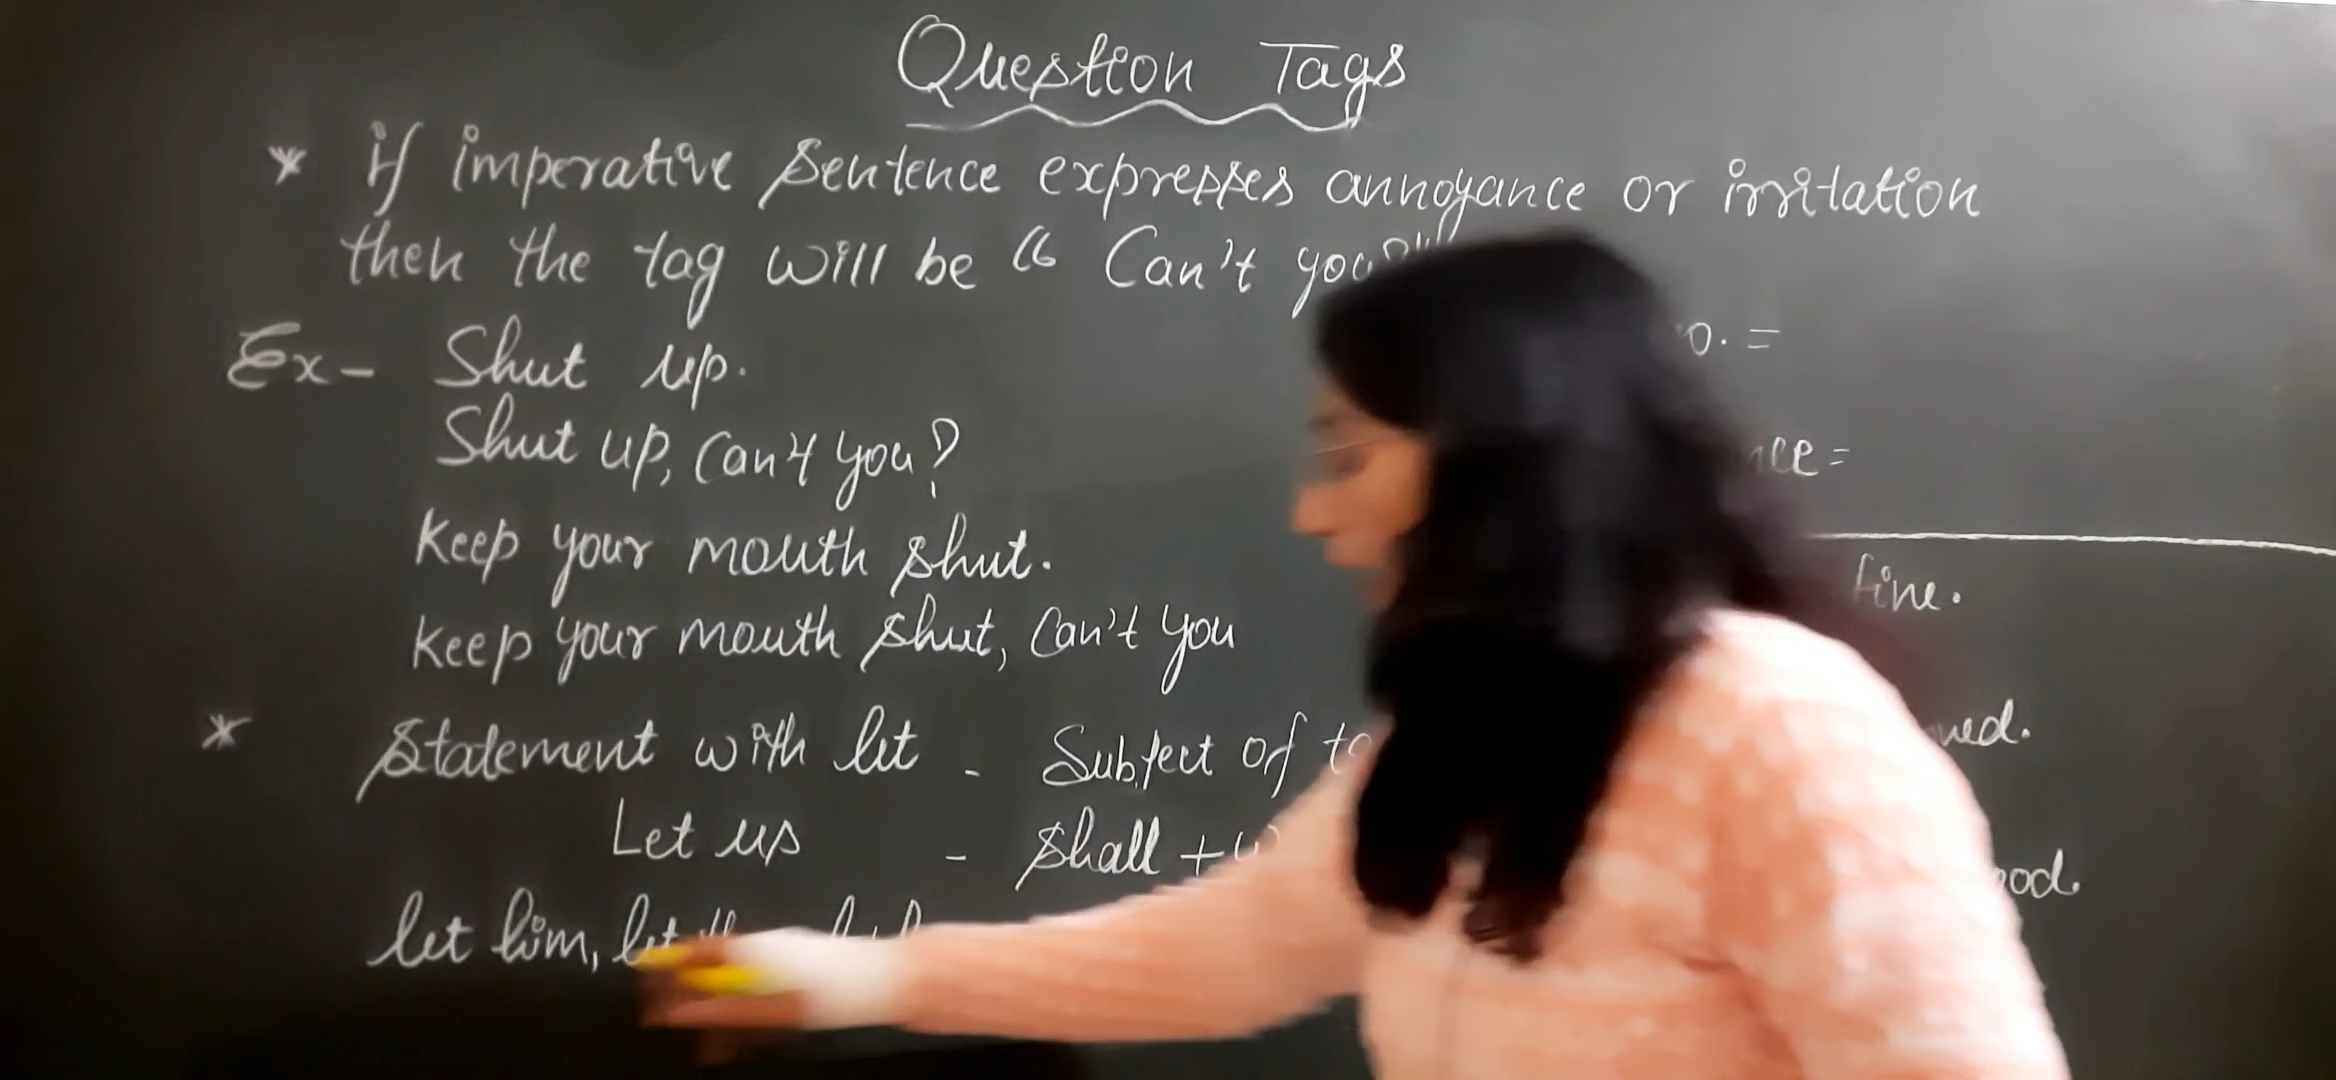 Question Tags
* if imperative sentence expresses annoyance or irritation
then the tag will be “ Can't you?"
Ex- Shut up.
Shut up, can't you?
Keep your mouth shut.
Keep your mouth shut, can't you
* Statement with let - Subject of
Let us - Shall +
let him, let
=
=
fine.